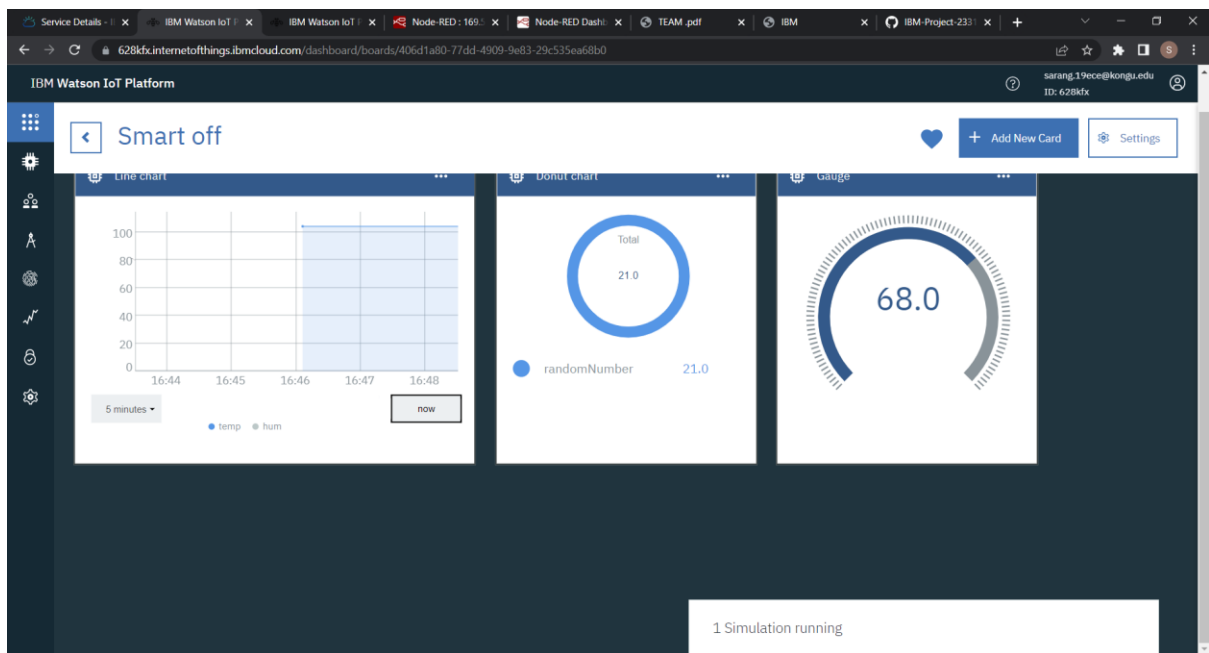 Service Details - I
IBM Watson IoT P
IBM Watson IoT P
Node-RED : 169.5
Node-RED Dashb
TEAM .pdf
IBM
IBM-Project-2331
628kfx.internetofthings.ibmcloud.com/dashboard/boards/406d1a80-77dd-4909-9e83-29c535ea68b0
S
IBM Watson IoT Platform
sarang.19ece@kongu.edu
ID: 628kfx
Smart off
+ Add New Card
Settings
Line chart
100
80
60
40
20
0
16:44 16:45 16:46 16:47 16:48
5 minutes
now
temp hum
Donut chart
Total
21.0
randomNumber 21.0
Gauge
68.0
1 Simulation running